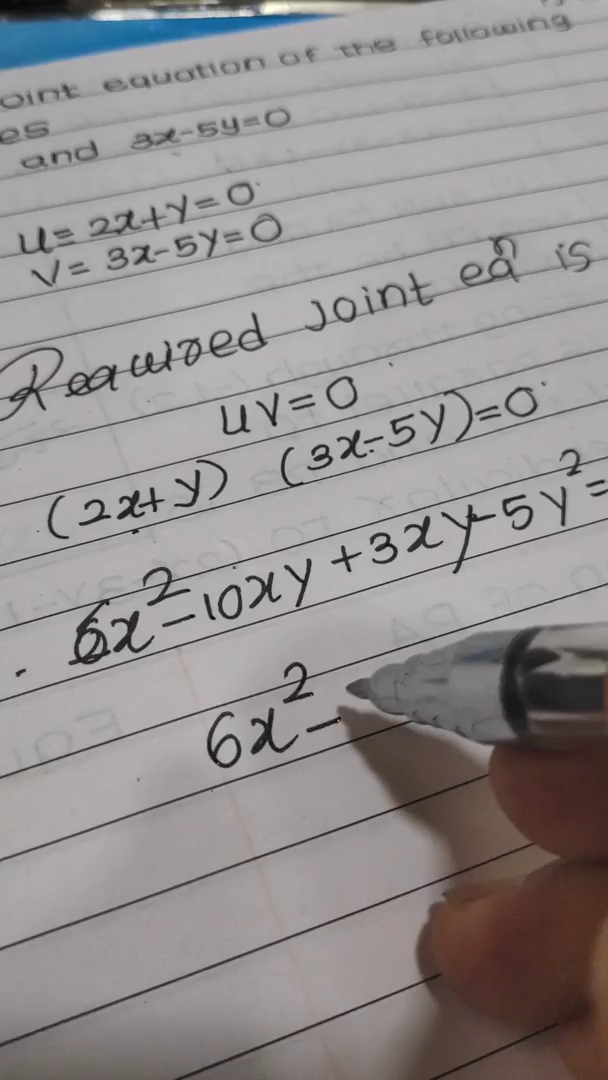 oint equation of the following
es
and 3x-5y=0
u= 2x+y=0
v= 3x-5y=0
Required Joint eqⁿ is
uv=0
(2x+y) (3x-5y)=0
6x²-10xy+3xy-5y²=
6x²-